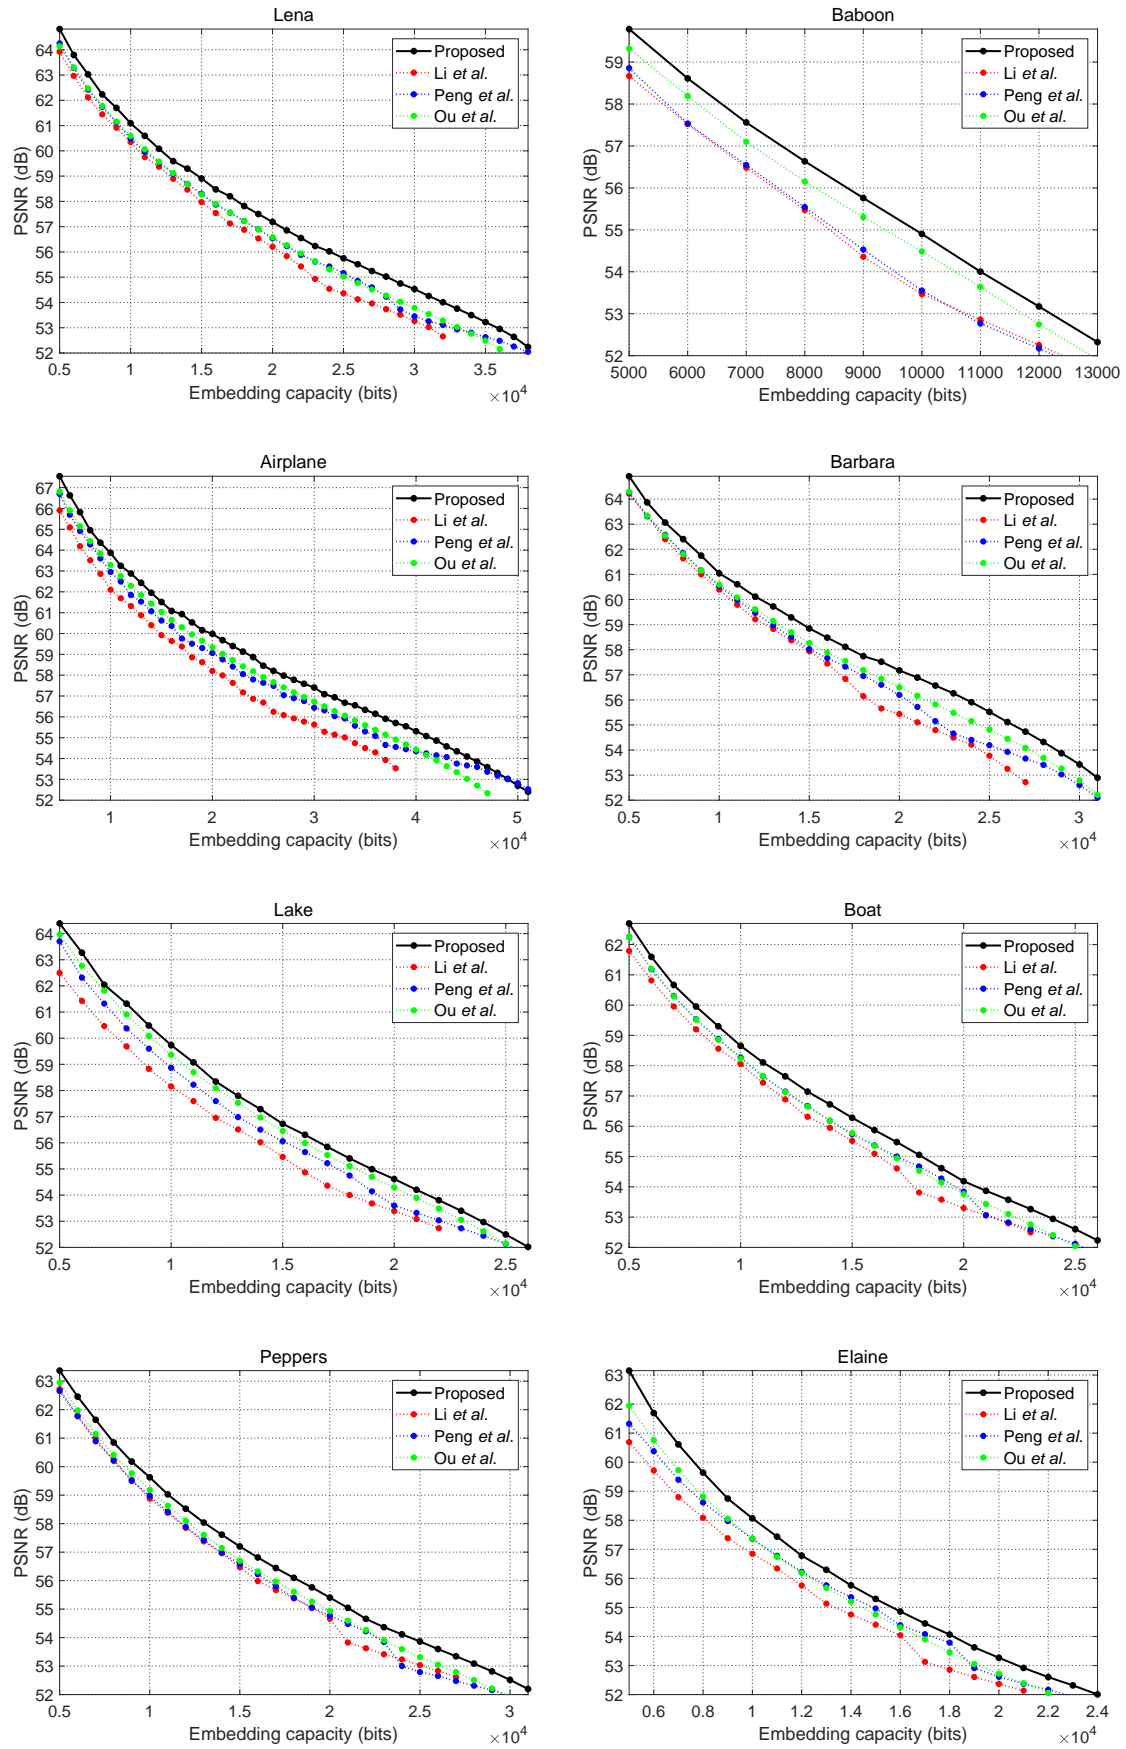 Lena
64
63
62
61
60
59
58
57
56
55
54
53
52
PSNR (dB)
0.5 1 1.5 2 2.5 3 3.5
Embedding capacity (bits)
×10^4
Proposed
Li et al.
Peng et al.
Ou et al.
Baboon
59
58
57
56
55
54
53
52
PSNR (dB)
5000 6000 7000 8000 9000 10000 11000 12000 13000
Embedding capacity (bits)
Proposed
Li et al.
Peng et al.
Ou et al.
Airplane
67
66
65
64
63
62
61
60
59
58
57
56
55
54
53
52
PSNR (dB)
1 2 3 4 5
Embedding capacity (bits)
×10^4
Proposed
Li et al.
Peng et al.
Ou et al.
Barbara
64
63
62
61
60
59
58
57
56
55
54
53
52
PSNR (dB)
0.5 1 1.5 2 2.5 3
Embedding capacity (bits)
×10^4
Proposed
Li et al.
Peng et al.
Ou et al.
Lake
64
63
62
61
60
59
58
57
56
55
54
53
52
PSNR (dB)
0.5 1 1.5 2 2.5
Embedding capacity (bits)
×10^4
Proposed
Li et al.
Peng et al.
Ou et al.
Boat
62
61
60
59
58
57
56
55
54
53
52
PSNR (dB)
0.5 1 1.5 2 2.5
Embedding capacity (bits)
×10^4
Proposed
Li et al.
Peng et al.
Ou et al.
Peppers
63
62
61
60
59
58
57
56
55
54
53
52
PSNR (dB)
0.5 1 1.5 2 2.5 3
Embedding capacity (bits)
×10^4
Proposed
Li et al.
Peng et al.
Ou et al.
Elaine
63
62
61
60
59
58
57
56
55
54
53
52
PSNR (dB)
0.6 0.8 1 1.2 1.4 1.6 1.8 2 2.2 2.4
Embedding capacity (bits)
×10^4
Proposed
Li et al.
Peng et al.
Ou et al.